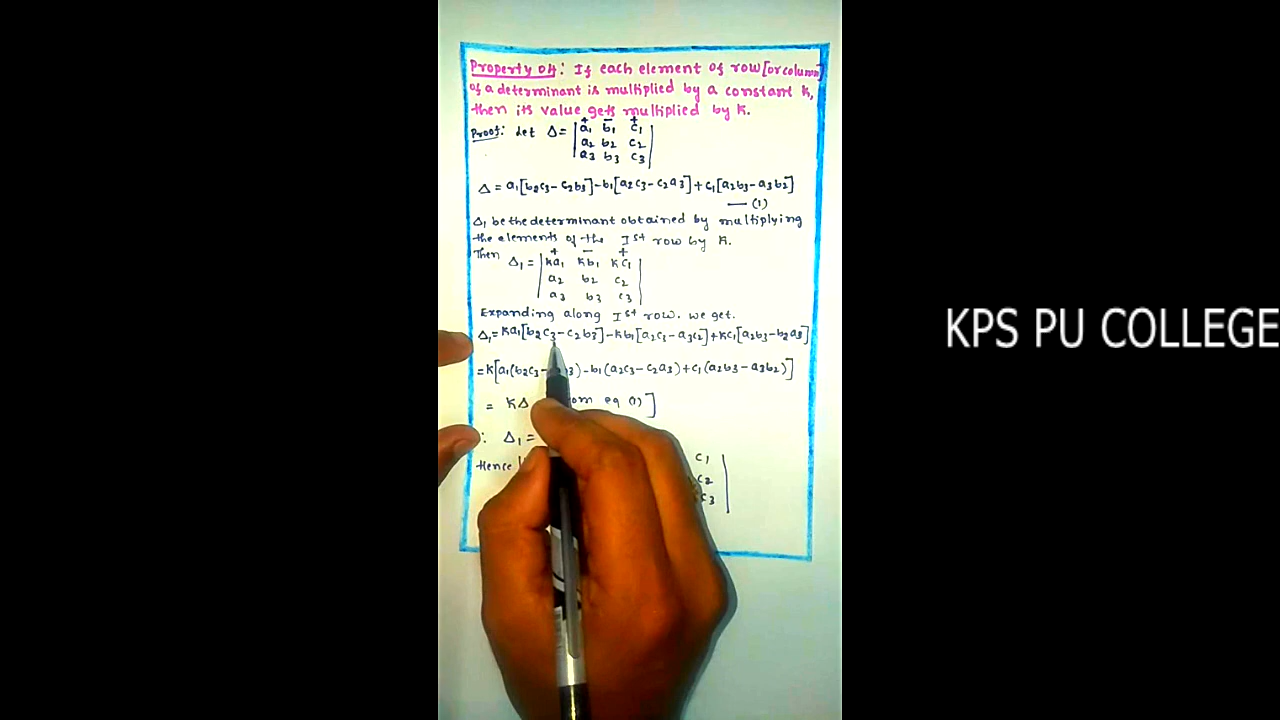 Property 04: If each element of row[or column]
of a determinant is multiplied by a constant k,
then its value gets multiplied by k.
Proof: Let Δ = | a₁ b₁ c₁ |
a₂ b₂ c₂
a₃ b₃ c₃
+ − +
Δ = a₁[b₂c₃ − c₂b₃] − b₁[a₂c₃ − c₂a₃] + c₁[a₂b₃ − a₃b₂]
— (1)
Δ₁ be the determinant obtained by multiplying
the elements of the Ist row by k.
Then
+ − +
Δ₁ = | ka₁ kb₁ kc₁ |
a₂ b₂ c₂
a₃ b₃ c₃
Expanding along Ist row. we get.
Δ₁ = ka₁[b₂c₃ − c₂b₃] − kb₁[a₂c₃ − a₃c₂] + kc₁[a₂b₃ − b₂a₃]
= k[a₁(b₂c₃ − 3) − b₁(a₂c₃ − c₂a₃) + c₁(a₂b₃ − a₃b₂)]
= kΔ om eq (1)]
∴ Δ₁ =
Hence c₁
c₂
c₃
KPS PU COLLEGE